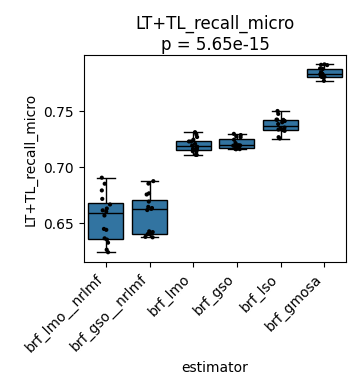 LT+TL_recall_micro
p = 5.65e-15
LT+TL_recall_micro
0.75
0.70
0.65
brf_lmo__nrlmf
brf_gso__nrlmf
brf_lmo
brf_gso
brf_lso
brf_gmosa
estimator